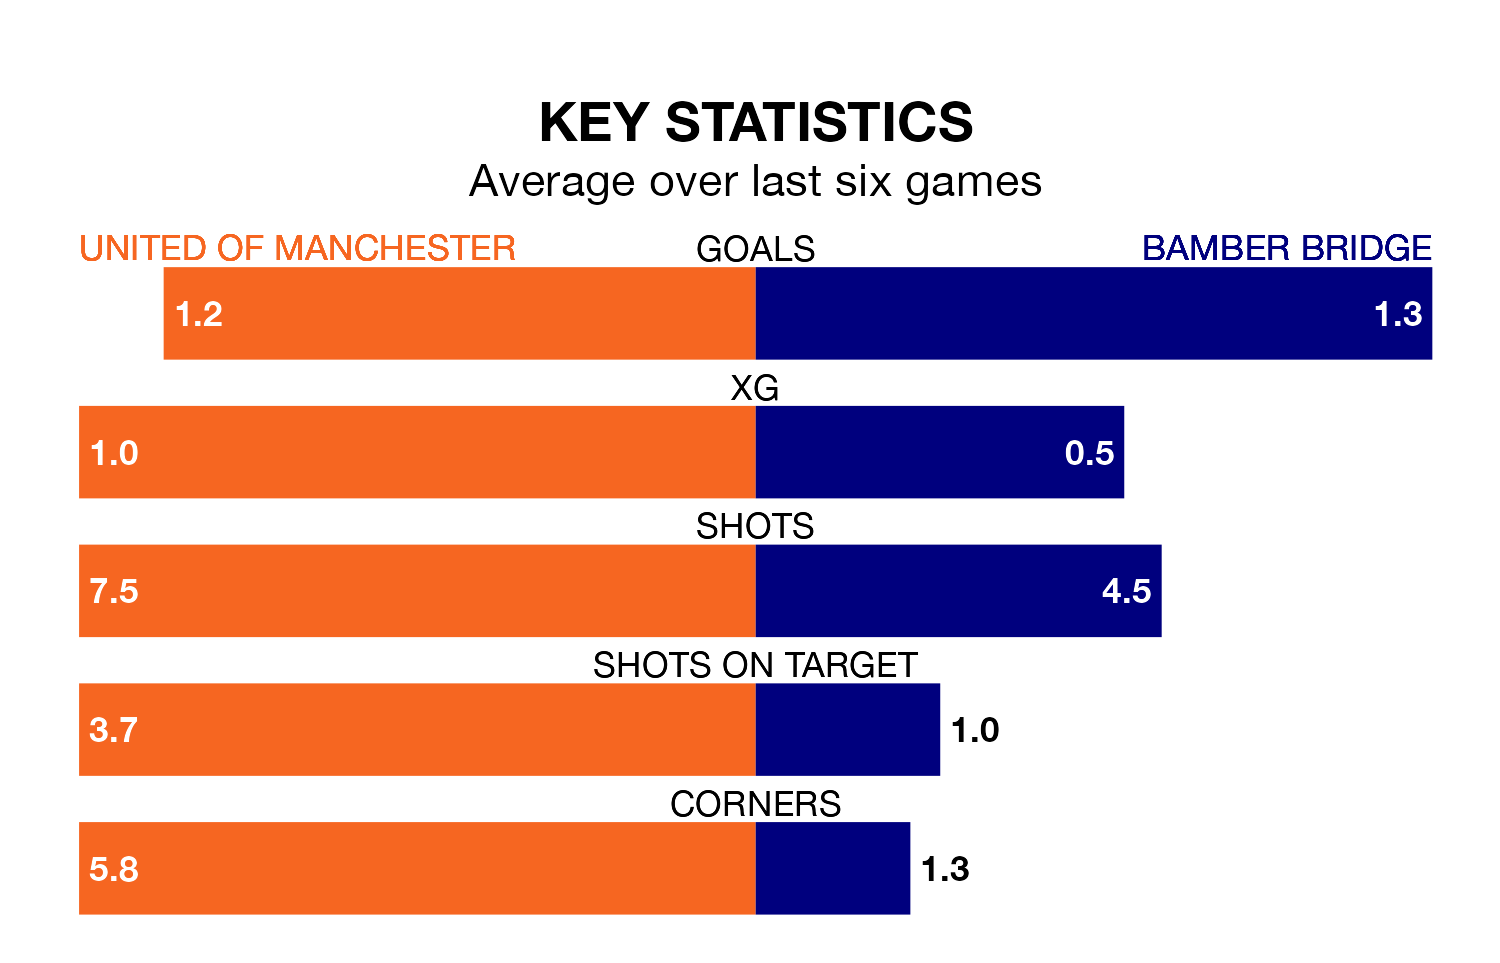 KEY STATISTICS
Average over last six games
UNITED OF MANCHESTER GOALS BAMBER BRIDGE
1.2 1.3
XG
1.0 0.5
SHOTS
7.5 4.5
SHOTS ON TARGET
3.7 1.0
CORNERS
5.8 1.3